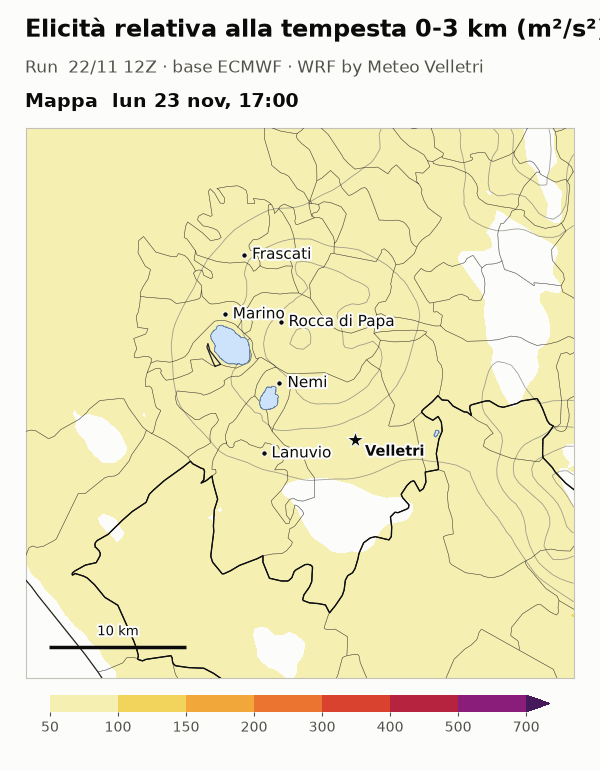 Elicità relativa alla tempesta 0-3 km (m²/s²)
Run  22/11 12Z · base ECMWF · WRF by Meteo Velletri
Mappa  lun 23 nov, 17:00
Frascati
Marino
Rocca di Papa
Nemi
Velletri
Lanuvio
10 km
50 100 150 200 300 400 500 700